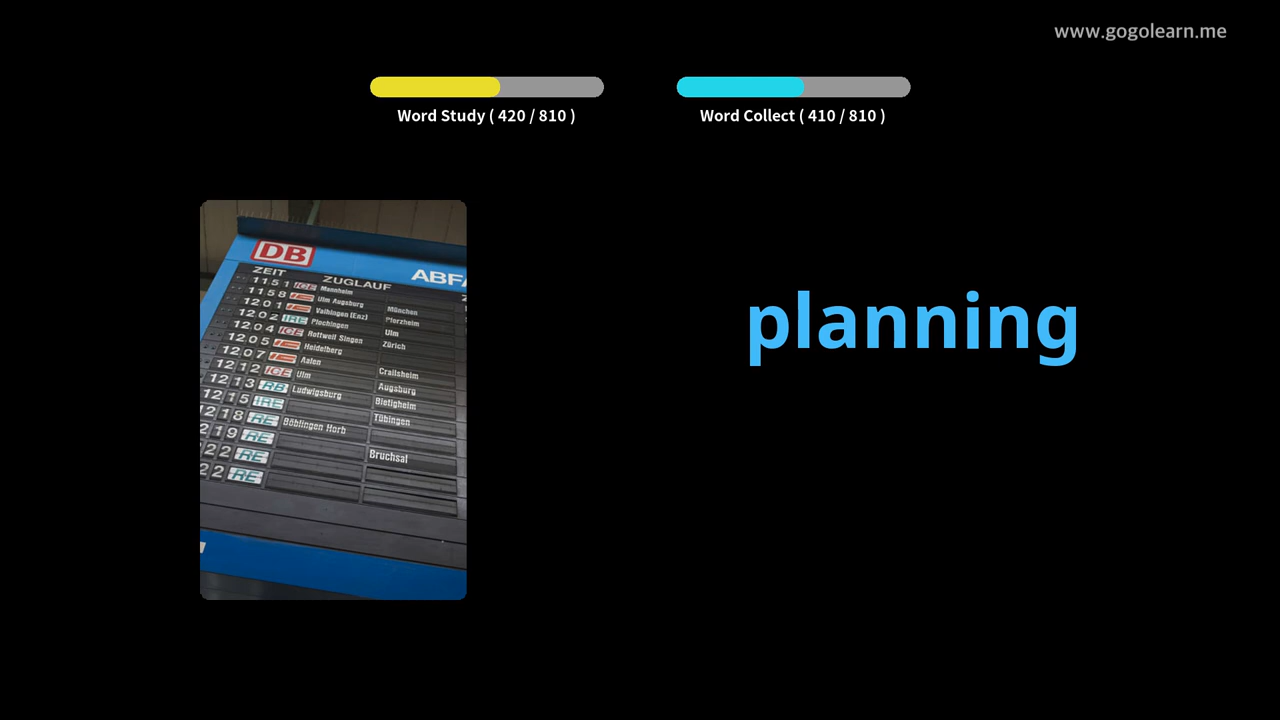 www.gogolearn.me
Word Study ( 420 / 810 )
Word Collect ( 410 / 810 )
DB
ZEIT ZUGLAUF ABFA
1151 ICE Mannheim
1158 Ulm Augsburg München
1201 Vaihingen (Enz) Pforzheim
1202 IRE Plochingen Ulm
1204 ICE Rottweil Singen Zürich
1205 Heidelberg
1207 Aalen Crailsheim
1212 ICE Ulm Augsburg
1213 RB Ludwigsburg Bietigheim
1215 IRE Tübingen
1218 RE Böblingen Horb
219 RE Bruchsal
22 RE
22 RE
planning